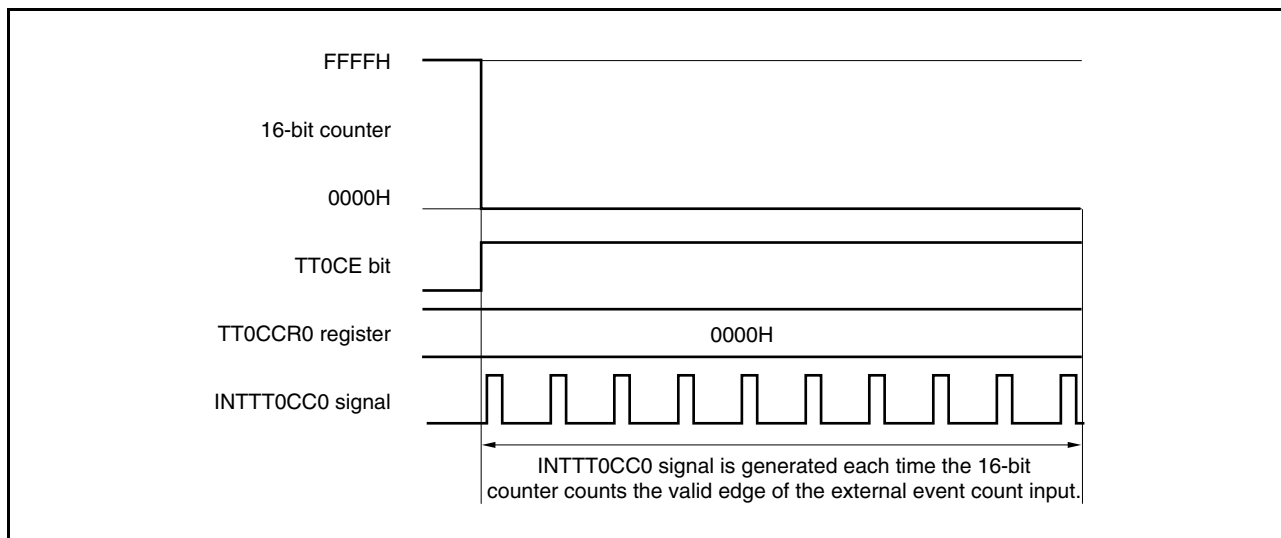 FFFFH
16-bit counter
0000H
TT0CE bit
TT0CCR0 register
0000H
INTTT0CC0 signal
INTTT0CC0 signal is generated each time the 16-bit
counter counts the valid edge of the external event count input.